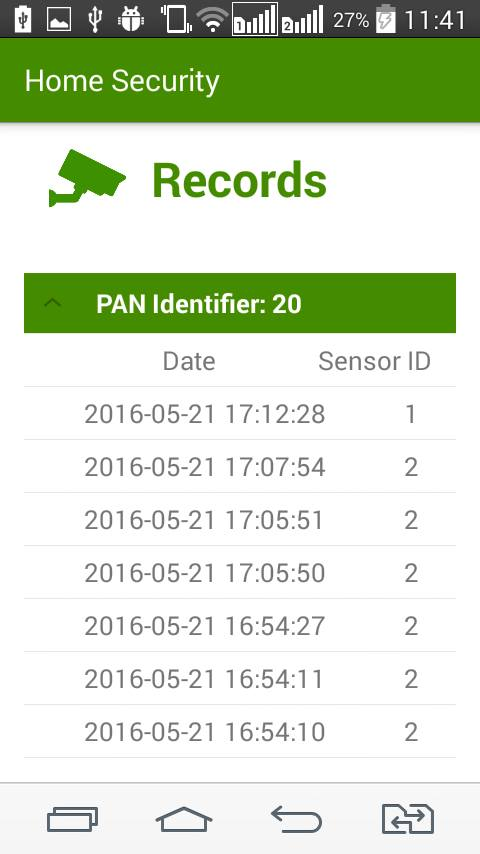 27% 11:41
Home Security
Records
PAN Identifier: 20
Date Sensor ID
2016-05-21 17:12:28 1
2016-05-21 17:07:54 2
2016-05-21 17:05:51 2
2016-05-21 17:05:50 2
2016-05-21 16:54:27 2
2016-05-21 16:54:11 2
2016-05-21 16:54:10 2